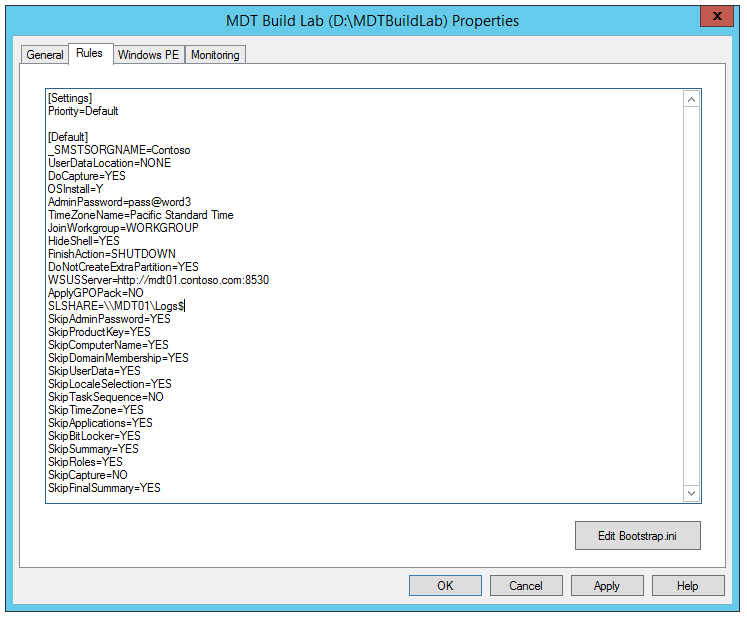 MDT Build Lab (D:\MDTBuildLab) Properties
x
General
Rules
Windows PE
Monitoring
[Settings]
Priority=Default
[Default]
_SMSTSORGNAME=Contoso
UserDataLocation=NONE
DoCapture=YES
OSInstall=Y
AdminPassword=pass@word3
TimeZoneName=Pacific Standard Time
JoinWorkgroup=WORKGROUP
HideShell=YES
FinishAction=SHUTDOWN
DoNotCreateExtraPartition=YES
WSUSServer=http://mdt01.contoso.com:8530
ApplyGPOPack=NO
SLSHARE=\\MDT01\Logs$
SkipAdminPassword=YES
SkipProductKey=YES
SkipComputerName=YES
SkipDomainMembership=YES
SkipUserData=YES
SkipLocaleSelection=YES
SkipTaskSequence=NO
SkipTimeZone=YES
SkipApplications=YES
SkipBitLocker=YES
SkipSummary=YES
SkipRoles=YES
SkipCapture=NO
SkipFinalSummary=YES
Edit Bootstrap.ini
OK
Cancel
Apply
Help